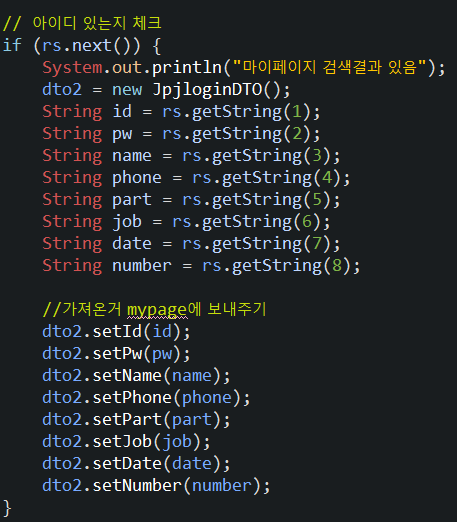 // 아이디 있는지 체크
if (rs.next()) {
    System.out.println("마이페이지 검색결과 있음");
    dto2 = new JpjloginDTO();
    String id = rs.getString(1);
    String pw = rs.getString(2);
    String name = rs.getString(3);
    String phone = rs.getString(4);
    String part = rs.getString(5);
    String job = rs.getString(6);
    String date = rs.getString(7);
    String number = rs.getString(8);

    //가져온거 mypage에 보내주기
    dto2.setId(id);
    dto2.setPw(pw);
    dto2.setName(name);
    dto2.setPhone(phone);
    dto2.setPart(part);
    dto2.setJob(job);
    dto2.setDate(date);
    dto2.setNumber(number);
}